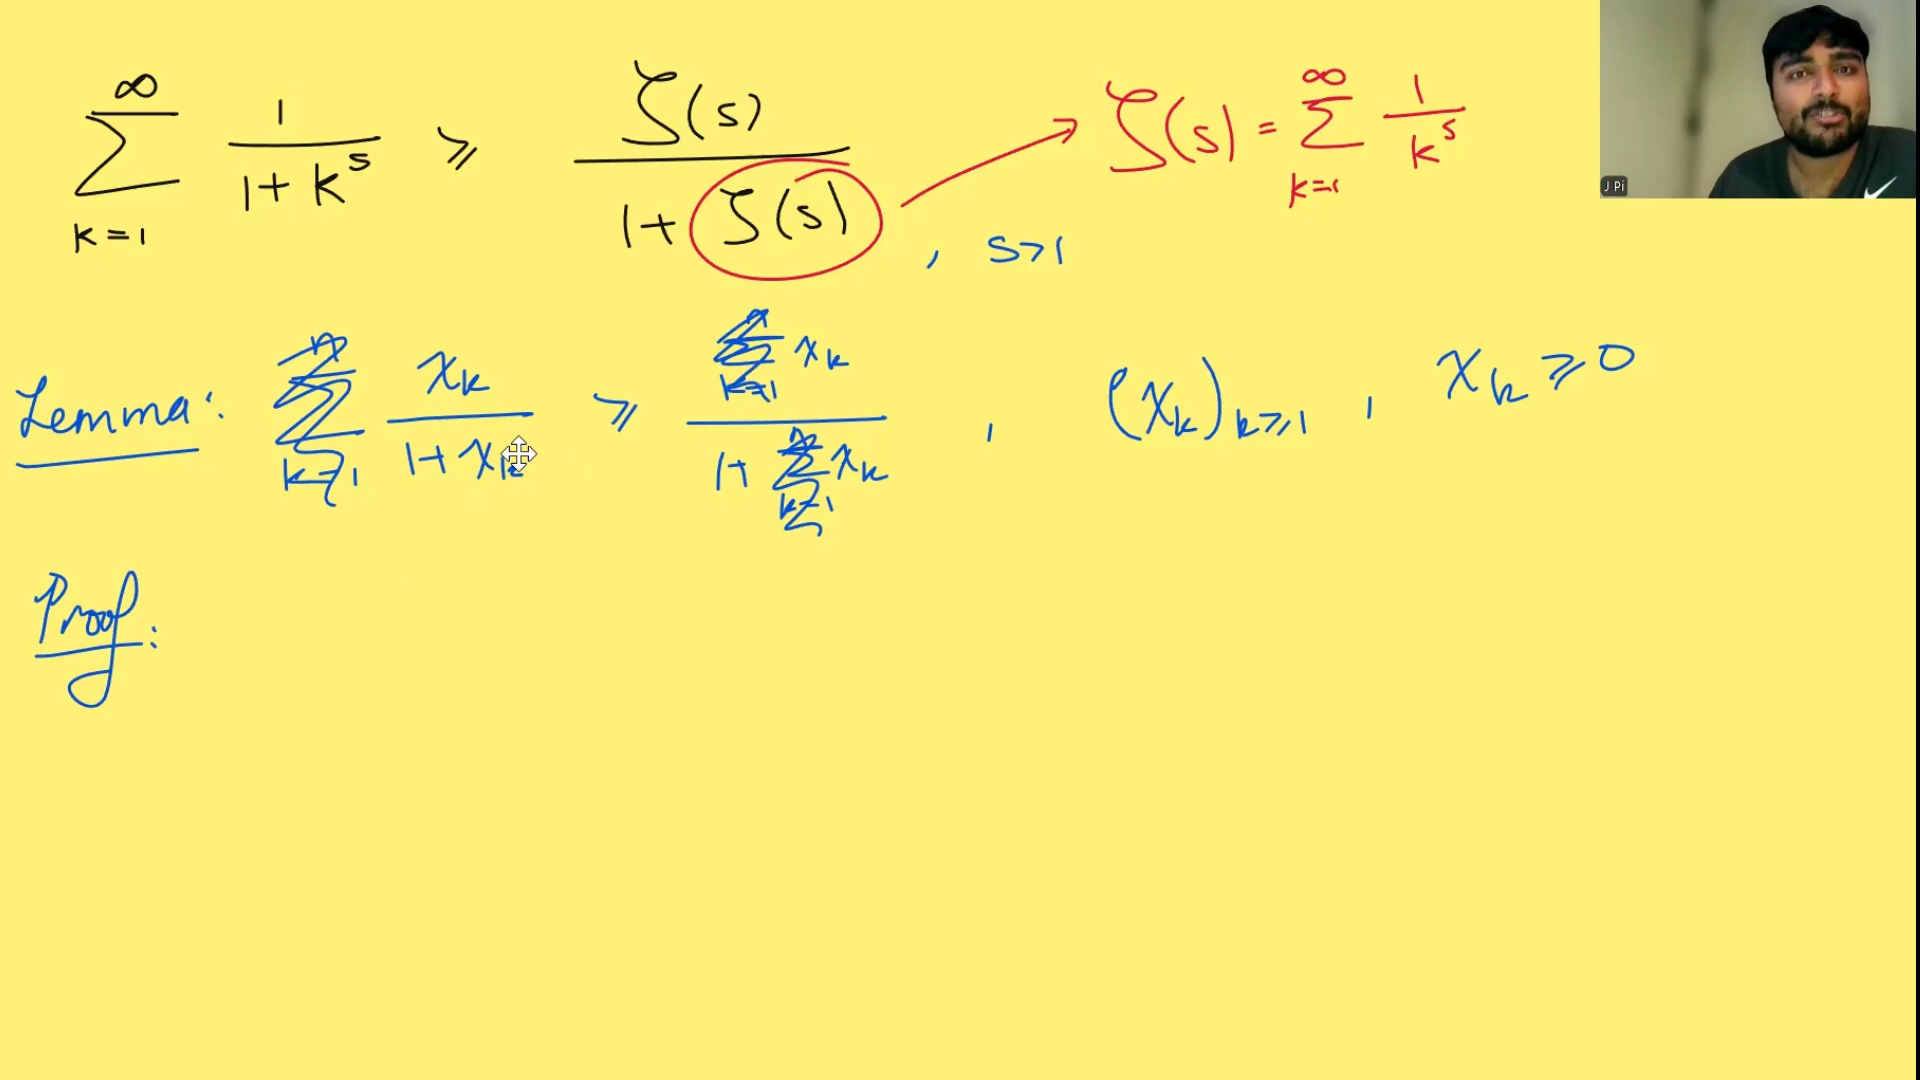 ∑_{k=1}^{∞} 1/(1+k^s) ⩾ ζ(s)/(1+ζ(s)), s>1
ζ(s) = ∑_{k=1}^{∞} 1/k^s
J Pi
Lemma: ∑_{k=1}^{n} x_k/(1+x_k) ⩾ ∑_{k=1}^{n} x_k/(1+∑_{k=1}^{n} x_k), (x_k)_{k⩾1}, x_k ⩾ 0
Proof: